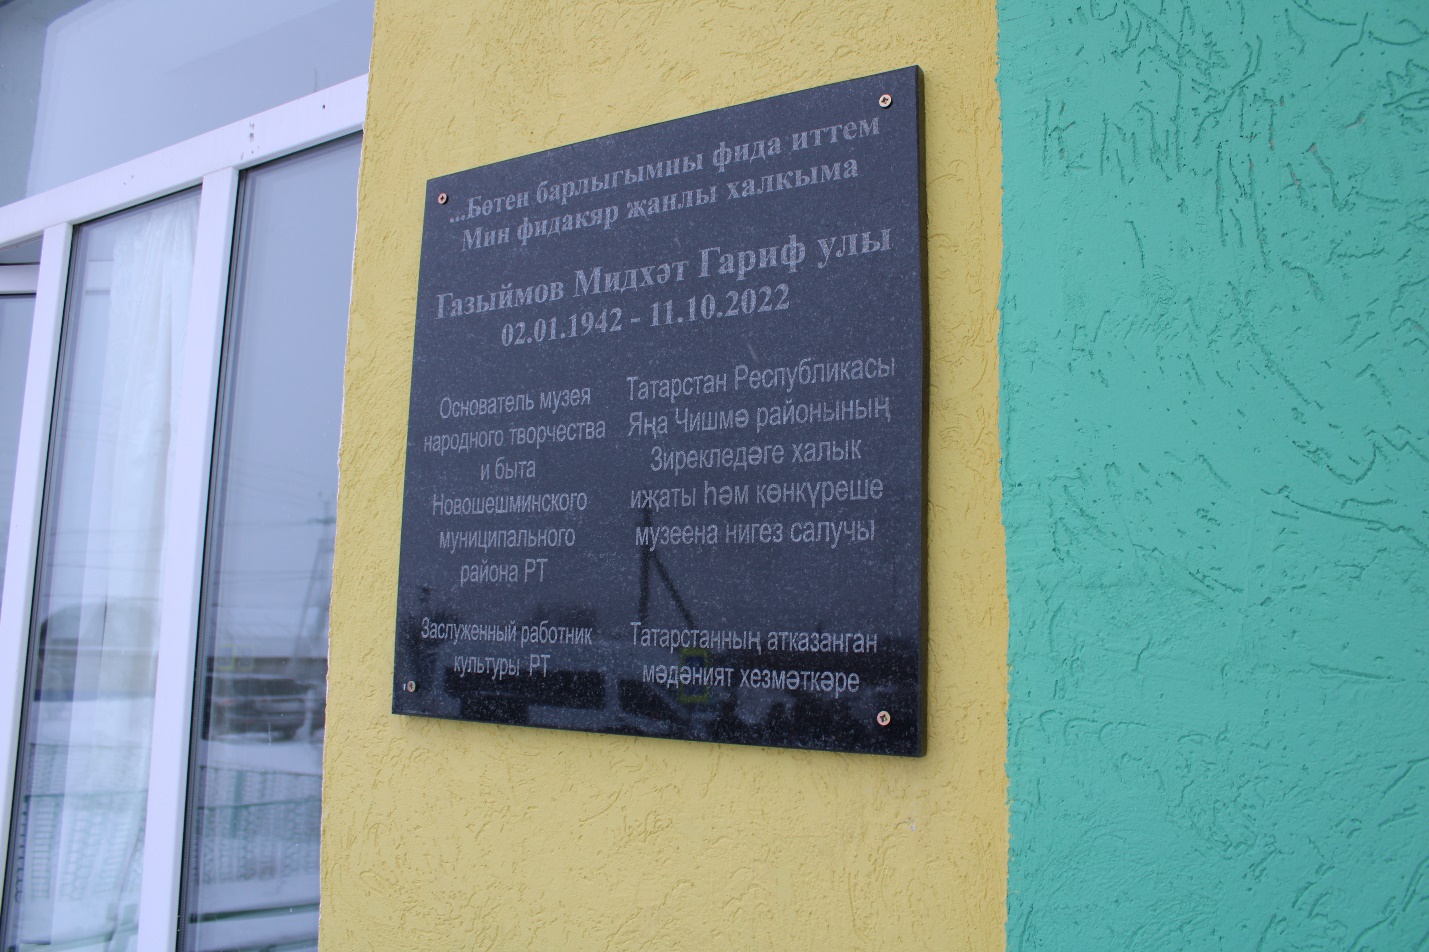 ...Бөтен барлыгымны фида иттем
Мин фидакяр җанлы халкыма
Газыймов Мидхәт Гариф улы
02.01.1942 - 11.10.2022
Основатель музея
народного творчества
и быта
Новошешминского
муниципального
района РТ
Заслуженный работник
культуры РТ
Татарстан Республикасы
Яңа Чишмә районының
Зирекледәге халык
иҗаты һәм көнкүреше
музеена нигез салучы
Татарстанның атказанган
мәдәният хезмәткәре